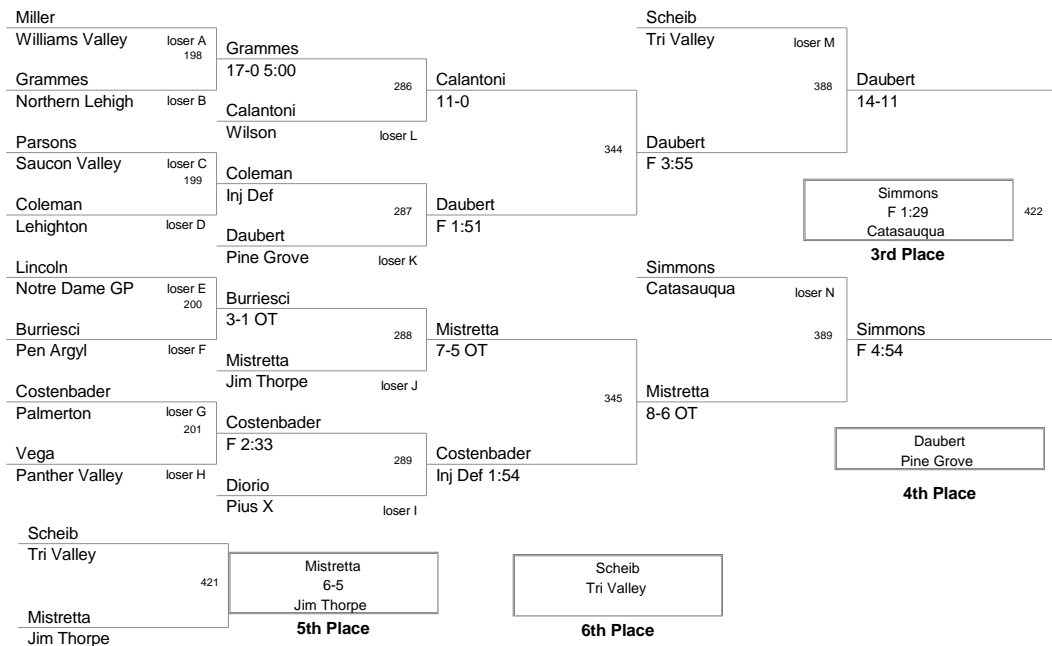 Miller
Williams Valley
loser A
198
Grammes
17-0 5:00
Grammes
Northern Lehigh
loser B
286
Calantoni
11-0
Calantoni
Wilson
loser L
Parsons
Saucon Valley
loser C
199
Coleman
Inj Def
Coleman
Lehighton
loser D
287
Daubert
F 1:51
Daubert
Pine Grove
loser K
344
Daubert
F 3:55
Scheib
Tri Valley
loser M
388
Daubert
14-11
Simmons
F 1:29
Catasauqua
422
3rd Place
Lincoln
Notre Dame GP
loser E
200
Burriesci
3-1 OT
Burriesci
Pen Argyl
loser F
288
Mistretta
7-5 OT
Mistretta
Jim Thorpe
loser J
Costenbader
Palmerton
loser G
201
Costenbader
F 2:33
Vega
Panther Valley
loser H
289
Costenbader
Inj Def 1:54
Diorio
Pius X
loser I
345
Mistretta
8-6 OT
Simmons
Catasauqua
loser N
389
Simmons
F 4:54
Daubert
Pine Grove
4th Place
Scheib
Tri Valley
421
Mistretta
Jim Thorpe
Mistretta
6-5
Jim Thorpe
5th Place
Scheib
Tri Valley
6th Place